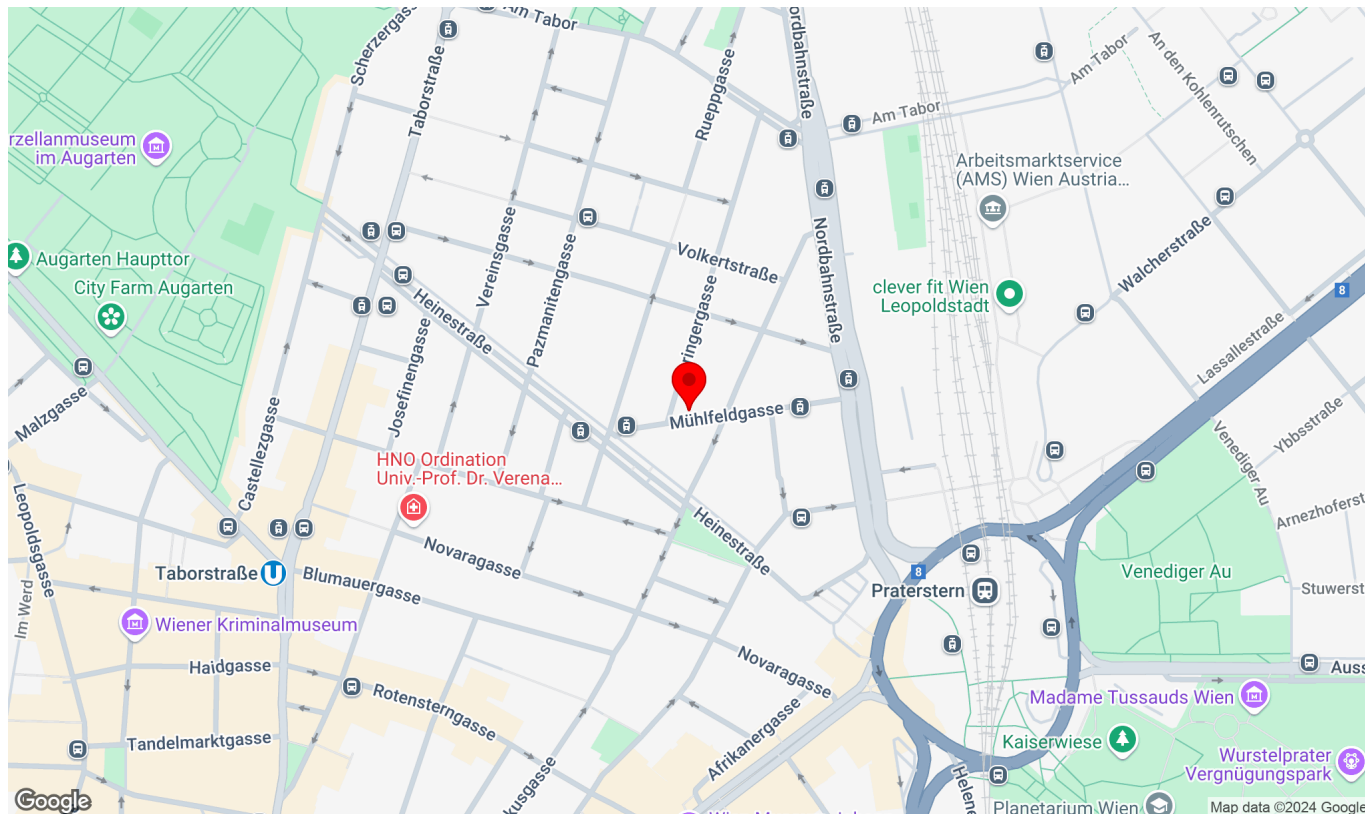 Am Tabor
Scherzergasse
Taborstraße
Rueppgasse
Nordbahnstraße
Am Tabor
An den Kohlenrutschen
Am Tabor
rzellanmuseum
im Augarten
Arbeitsmarktservice
(AMS) Wien Austria…
Augarten Haupttor
City Farm Augarten
Vereinsgasse
Pazmanitengasse
Volkertstraße
Nordbahnstraße
Walcherstraße
clever fit Wien
Leopoldstadt
8
Heinestraße
ringergasse
Lassallestraße
Josefinengasse
Malzgasse
Mühlfeldgasse
Ybbsstraße
Venediger Au
Castellezgasse
HNO Ordination
Univ.-Prof. Dr. Verena…
Leopoldsgasse
Arnezhoferst
Heinestraße
Novaragasse
Taborstraße
U
Blumauergasse
8
Praterstern
Venediger Au
Stuwerst
Im Werd
Wiener Kriminalmuseum
Haidgasse
Novaragasse
Auss
Rotensterngasse
Madame Tussauds Wien
Tandelmarktgasse
Afrikanergasse
Kaiserwiese
Wurstelprater
Vergnügungspark
kusgasse
Helene
Google
Planetarium Wien
Map data ©2024 Google